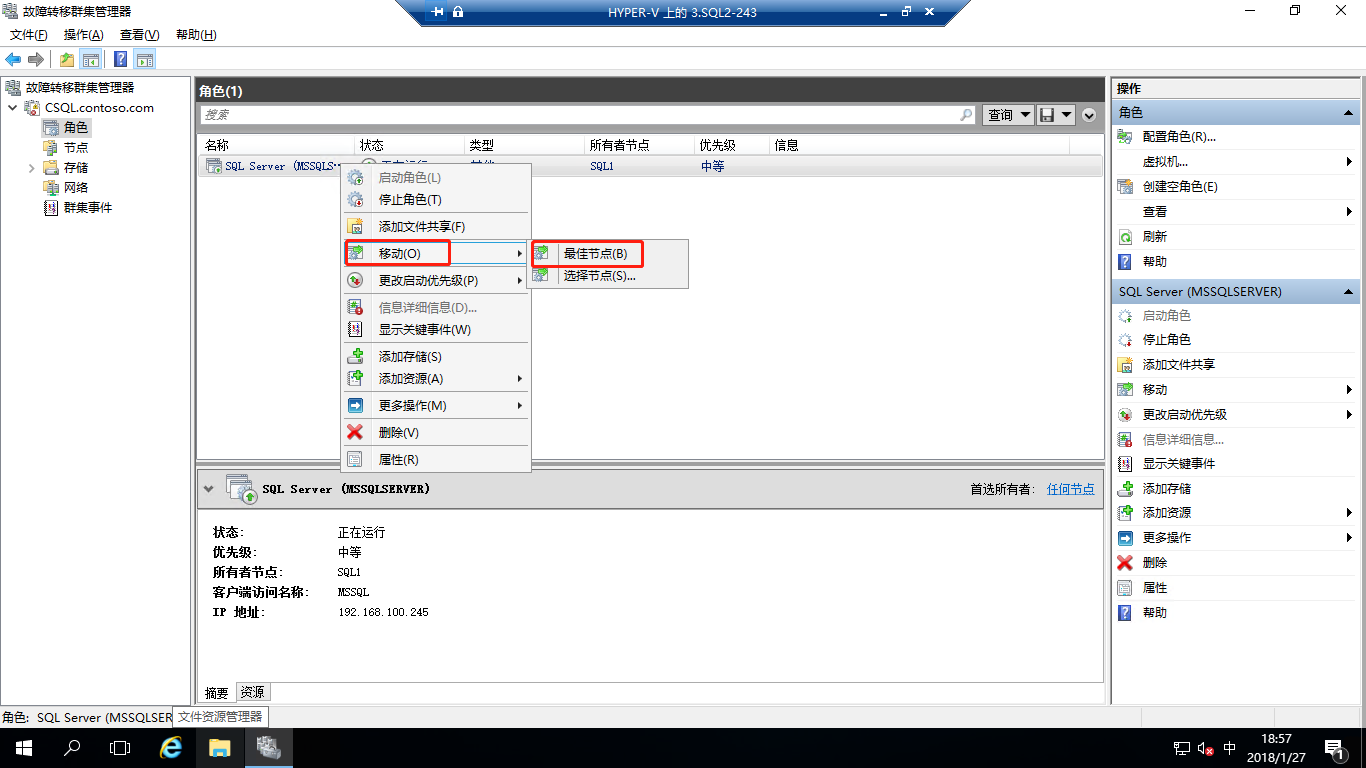 故障转移群集管理器
HYPER-V 上的 3.SQL2-243
文件(F) 操作(A) 查看(V) 帮助(H)
故障转移群集管理器
CSQL.contoso.com
角色
节点
存储
网络
群集事件
角色(1)
搜索
查询
名称 状态 类型 所有者节点 优先级 信息
SQL Server (MSSQLS··· SQL1 中等
启动角色(L)
停止角色(T)
添加文件共享(F)
移动(O)
更改启动优先级(P)
信息详细信息(D)...
显示关键事件(W)
添加存储(S)
添加资源(A)
更多操作(M)
删除(V)
属性(R)
最佳节点(B)
选择节点(S)...
SQL Server (MSSQLSERVER)
首选所有者: 任何节点
状态: 正在运行
优先级: 中等
所有者节点: SQL1
客户端访问名称: MSSQL
IP 地址: 192.168.100.245
摘要 资源
操作
角色
配置角色(R)...
虚拟机...
创建空角色(E)
查看
刷新
帮助
SQL Server (MSSQLSERVER)
启动角色
停止角色
添加文件共享
移动
更改启动优先级
信息详细信息...
显示关键事件
添加存储
添加资源
更多操作
删除
属性
帮助
角色: SQL Server (MSSQLSER
文件资源管理器
中
18:57
2018/1/27
1